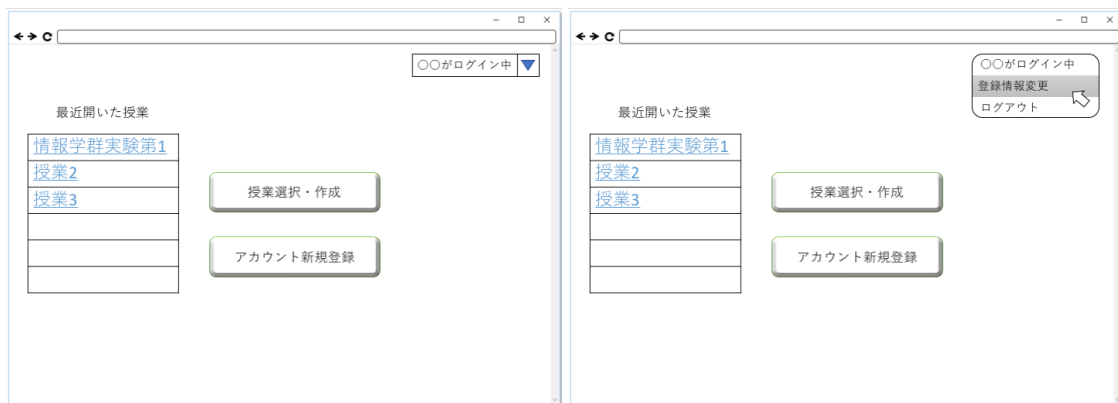 ○○がログイン中
最近開いた授業
情報学群実験第1
授業2
授業3
授業選択・作成
アカウント新規登録
○○がログイン中
登録情報変更
ログアウト
最近開いた授業
情報学群実験第1
授業2
授業3
授業選択・作成
アカウント新規登録